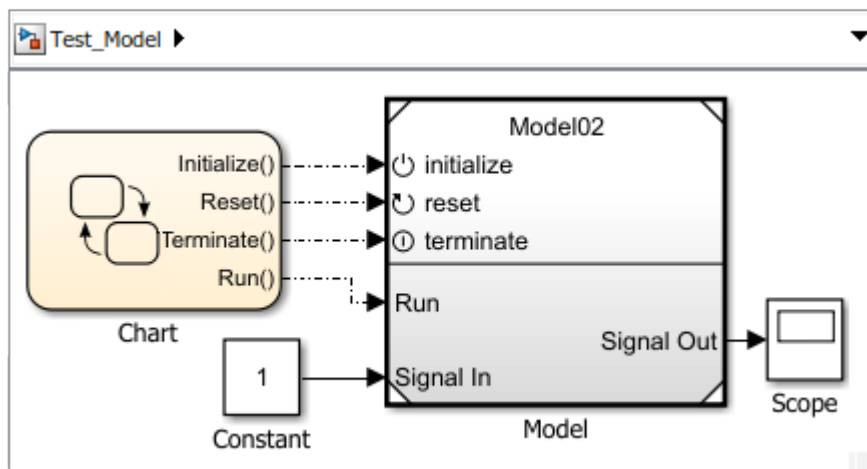 Test_Model
Model02
Initialize()
initialize
Reset()
reset
Terminate()
terminate
Run()
Run
Signal Out
Chart
1
Signal In
Constant
Model
Scope